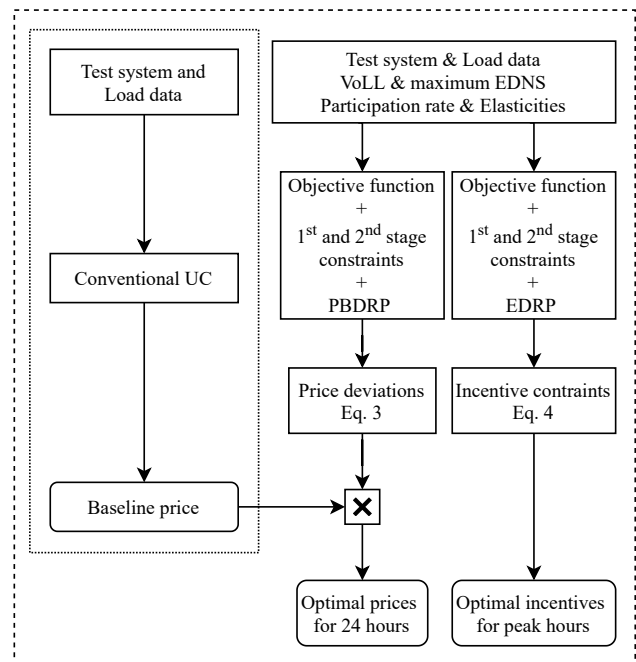 Test system and
Load data
Conventional UC
Baseline price
Test system & Load data
VoLL & maximum EDNS
Participation rate & Elasticities
Objective function
+
1st and 2nd stage
constraints
+
PBDRP
Price deviations
Eq. 3
Optimal prices
for 24 hours
Objective function
+
1st and 2nd stage
constraints
+
EDRP
Incentive contraints
Eq. 4
Optimal incentives
for peak hours